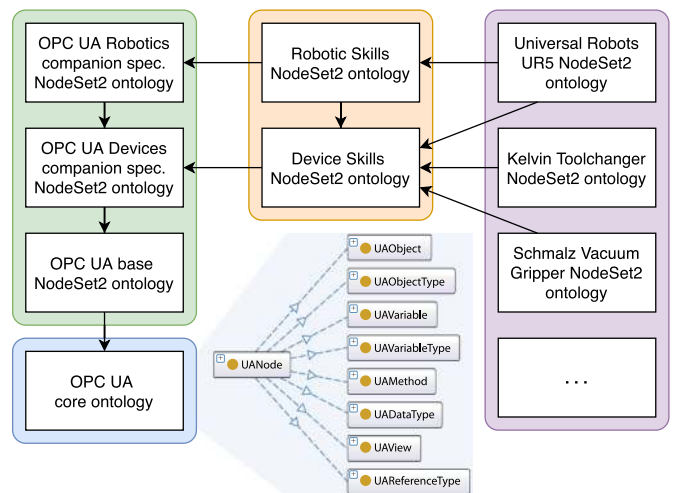 OPC UA Robotics
companion spec.
NodeSet2 ontology
Robotic Skills
NodeSet2 ontology
Universal Robots
UR5 NodeSet2
ontology
OPC UA Devices
companion spec.
NodeSet2 ontology
Device Skills
NodeSet2 ontology
Kelvin Toolchanger
NodeSet2 ontology
OPC UA base
NodeSet2 ontology
Schmalz Vacuum
Gripper NodeSet2
ontology
OPC UA
core ontology
UANode
UAObject
UAObjectType
UAVariable
UAVariableType
UAMethod
UADataType
UAView
UAReferenceType
...